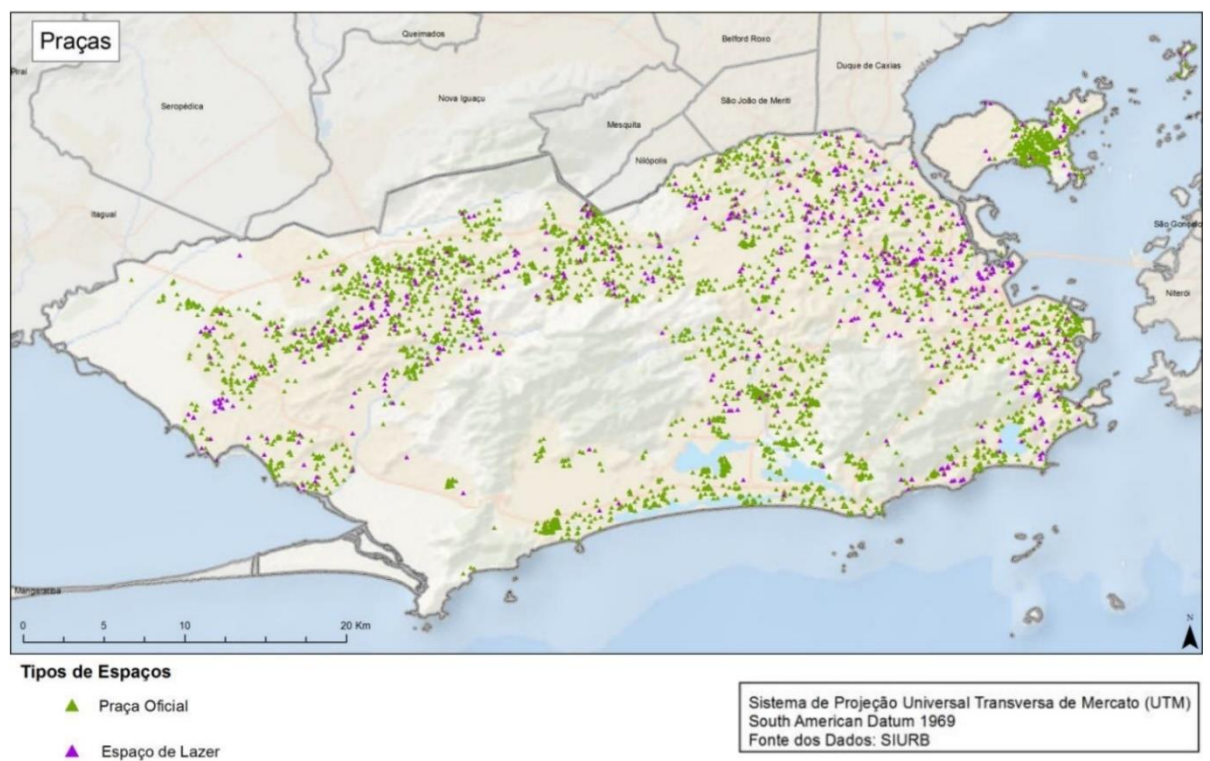 Praças
Queimados
Belford Roxo
Piraí
Duque de Caxias
Seropédica
Nova Iguaçu
São João de Meriti
Mesquita
Nilópolis
Itaguaí
São Gonçalo
Niterói
Mangaratiba
0 5 10 20 Km
N
Tipos de Espaços
Praça Oficial
Espaço de Lazer
Sistema de Projeção Universal Transversa de Mercato (UTM)
South American Datum 1969
Fonte dos Dados: SIURB